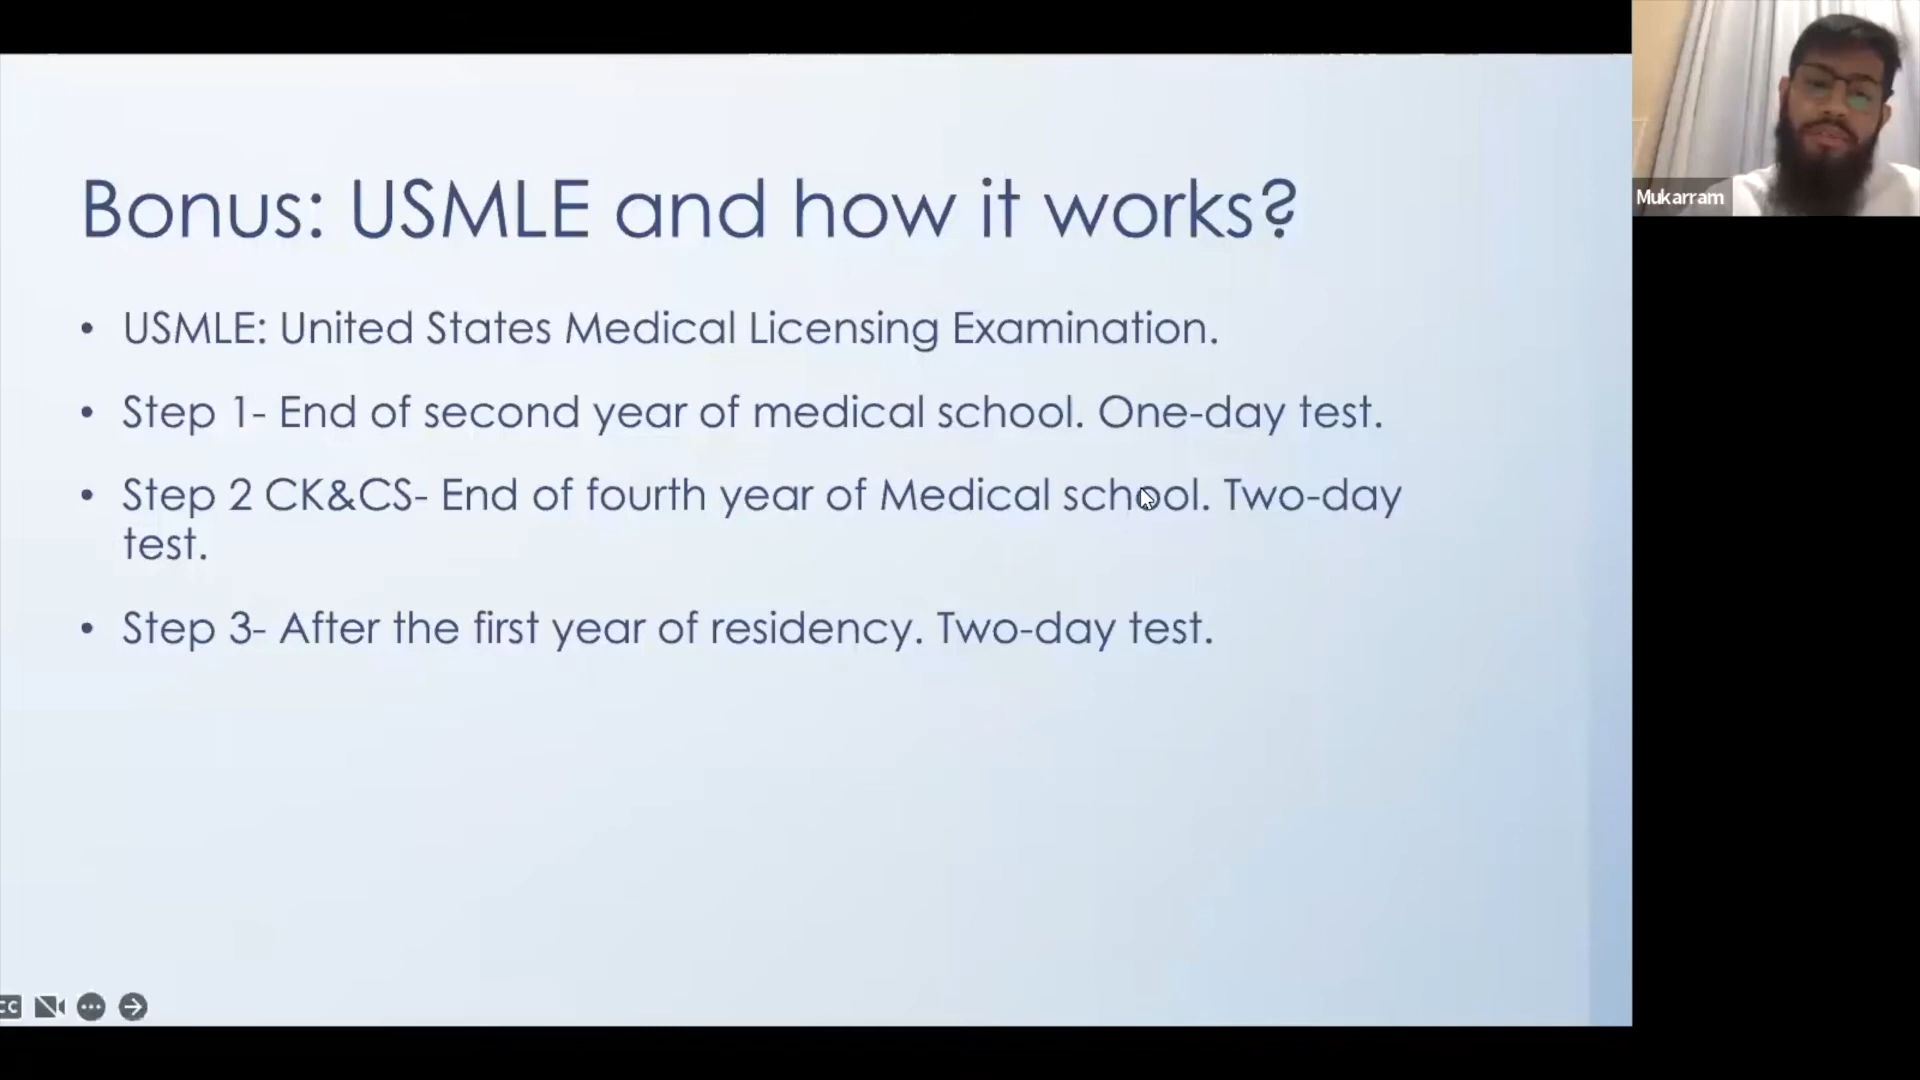 Bonus: USMLE and how it works?
• USMLE: United States Medical Licensing Examination.
• Step 1- End of second year of medical school. One-day test.
• Step 2 CK&CS- End of fourth year of Medical school. Two-day
test.
• Step 3- After the first year of residency. Two-day test.
Mukarram
CC